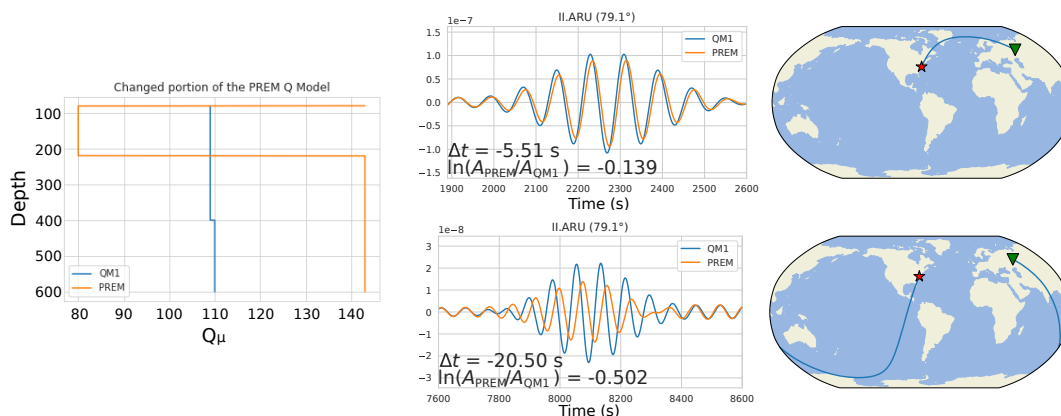 Changed portion of the PREM Q Model
Depth
100
200
300
400
500
600
QM1
PREM
80 90 100 110 120 130 140
Qμ
II.ARU (79.1°)
1e−7
1.5
1.0
0.5
0.0
−0.5
−1.0
−1.5
QM1
PREM
Δt = -5.51 s
ln(APREM/AQM1) = -0.139
1900 2000 2100 2200 2300 2400 2500 2600
Time (s)
II.ARU (79.1°)
1e−8
3
2
1
0
−1
−2
−3
QM1
PREM
Δt = -20.50 s
ln(APREM/AQM1) = -0.502
7600 7800 8000 8200 8400 8600
Time (s)